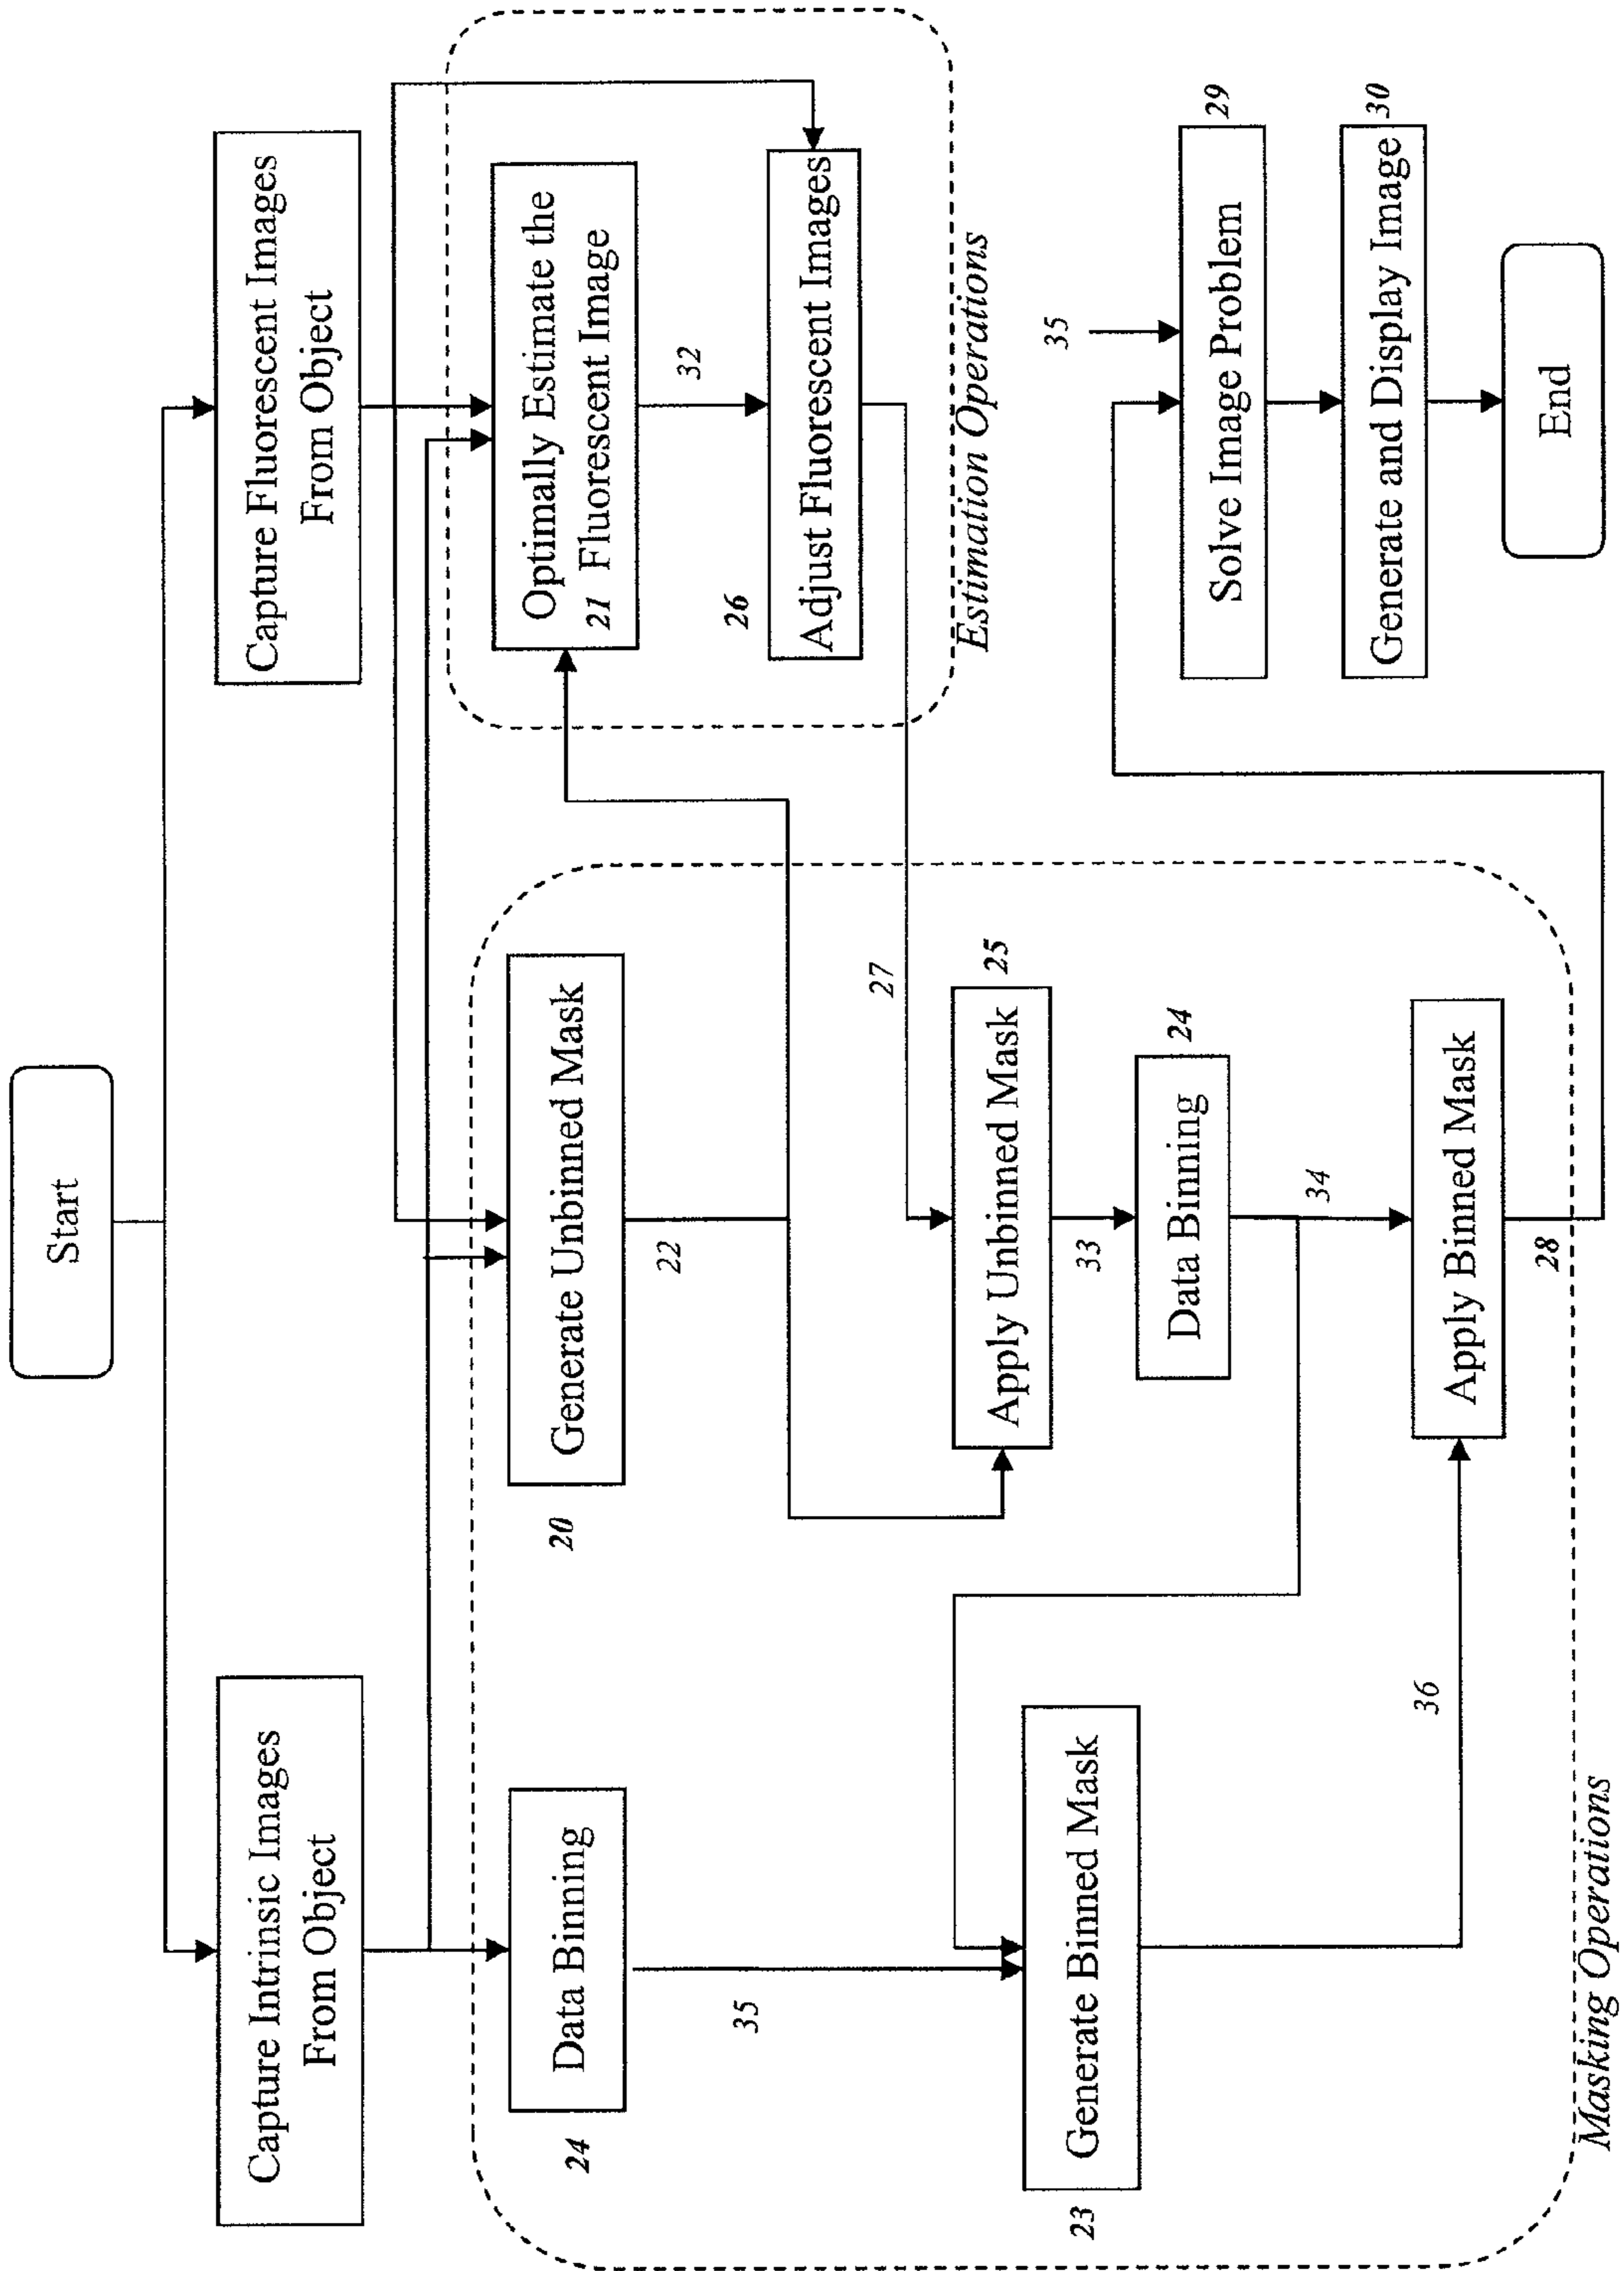 Start
Capture Intrinsic Images
From Object
Capture Fluorescent Images
From Object
24
Data Binning
35
20
Generate Unbinned Mask
22
Optimally Estimate the
21 Fluorescent Image
32
26
Adjust Fluorescent Images
Estimation Operations
27
23
Generate Binned Mask
36
Apply Unbinned Mask
25
33
Data Binning
24
34
Apply Binned Mask
28
Masking Operations
35
Solve Image Problem
29
Generate and Display Image
30
End